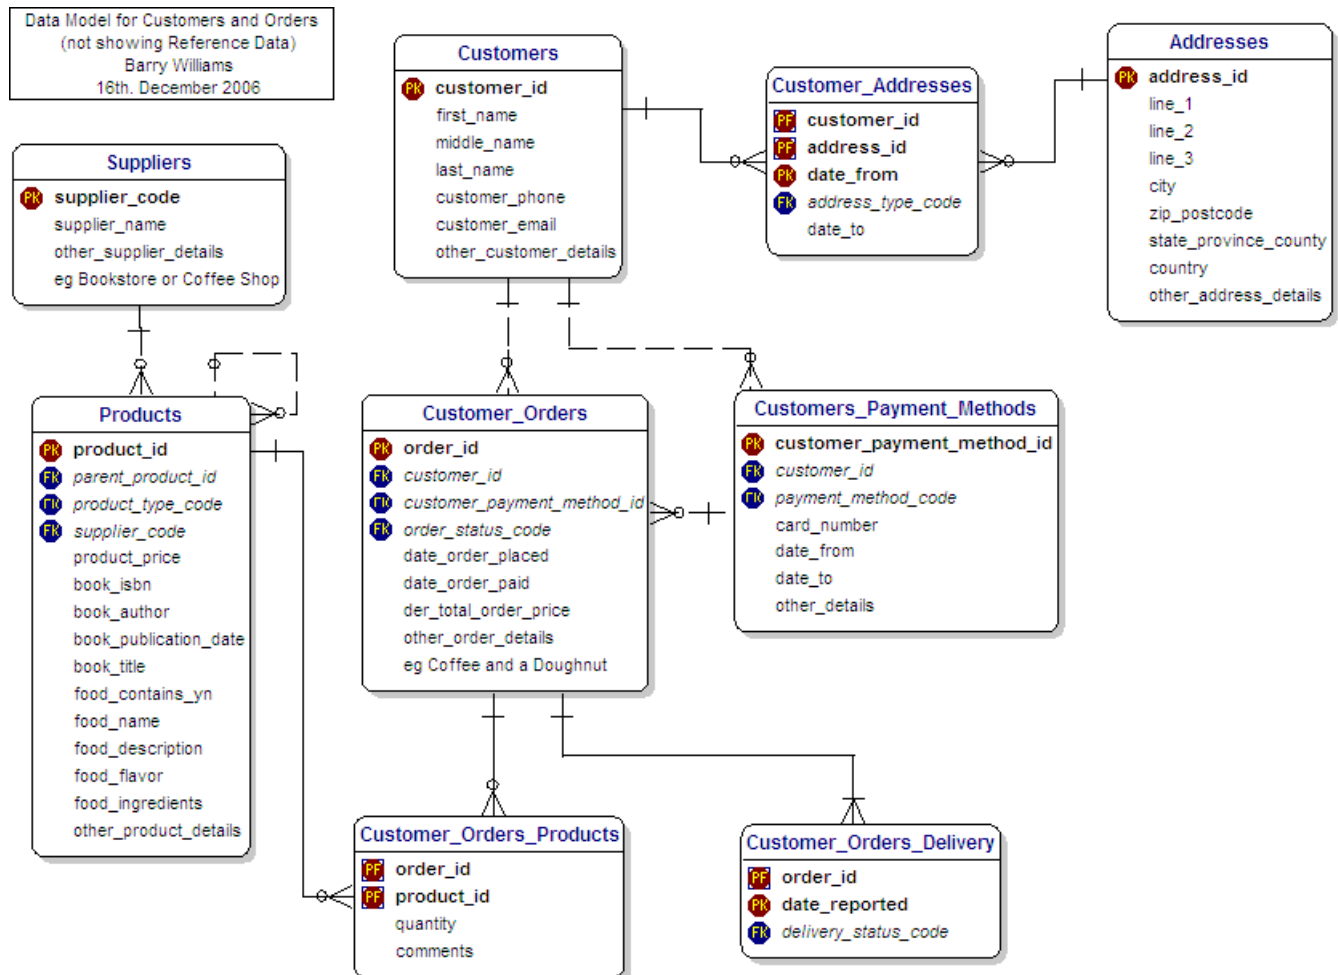 Data Model for Customers and Orders
(not showing Reference Data)
Barry Williams
16th. December 2006
Customers
PK customer_id
first_name
middle_name
last_name
customer_phone
customer_email
other_customer_details
Customer_Addresses
PF customer_id
PF address_id
PK date_from
FK address_type_code
date_to
Addresses
PK address_id
line_1
line_2
line_3
city
zip_postcode
state_province_county
country
other_address_details
Suppliers
PK supplier_code
supplier_name
other_supplier_details
eg Bookstore or Coffee Shop
Products
PK product_id
FK parent_product_id
FK product_type_code
FK supplier_code
product_price
book_isbn
book_author
book_publication_date
book_title
food_contains_yn
food_name
food_description
food_flavor
food_ingredients
other_product_details
Customer_Orders
PK order_id
FK customer_id
FK customer_payment_method_id
FK order_status_code
date_order_placed
date_order_paid
der_total_order_price
other_order_details
eg Coffee and a Doughnut
Customers_Payment_Methods
PK customer_payment_method_id
FK customer_id
FK payment_method_code
card_number
date_from
date_to
other_details
Customer_Orders_Products
PF order_id
PF product_id
quantity
comments
Customer_Orders_Delivery
PF order_id
PK date_reported
FK delivery_status_code